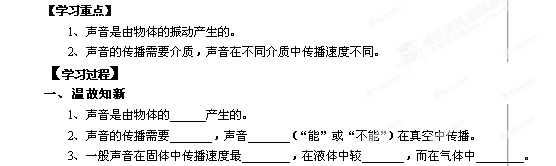 【学习重点】
1、声音是由物体的振动产生的。
2、声音的传播需要介质，声音在不同介质中传播速度不同。
【学习过程】
一、温故知新
1、声音是由物体的______产生的。
2、声音的传播需要_______，声音_______（“能”或“不能”）在真空中传播。
3、一般声音在固体中传播速度最________，在液体中较_______，而在气体中________。